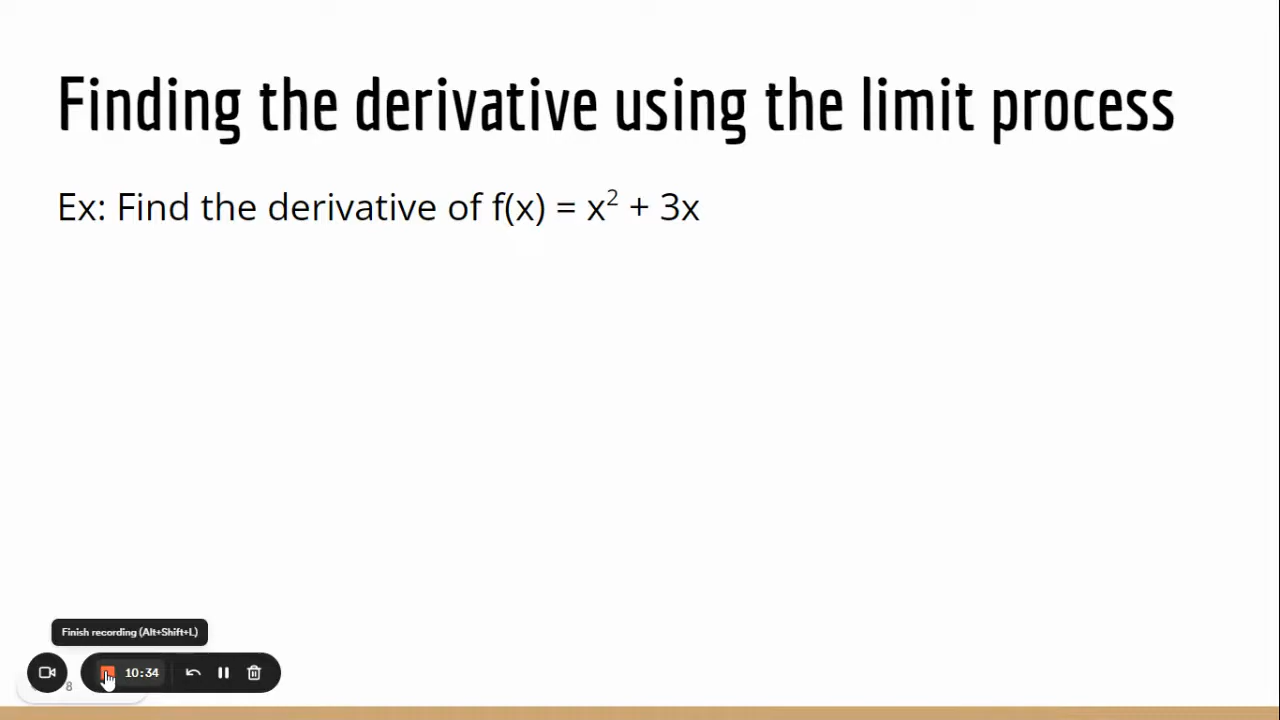 Finding the derivative using the limit process
Ex: Find the derivative of f(x) = x² + 3x
Finish recording (Alt+Shift+L)
10:34
8